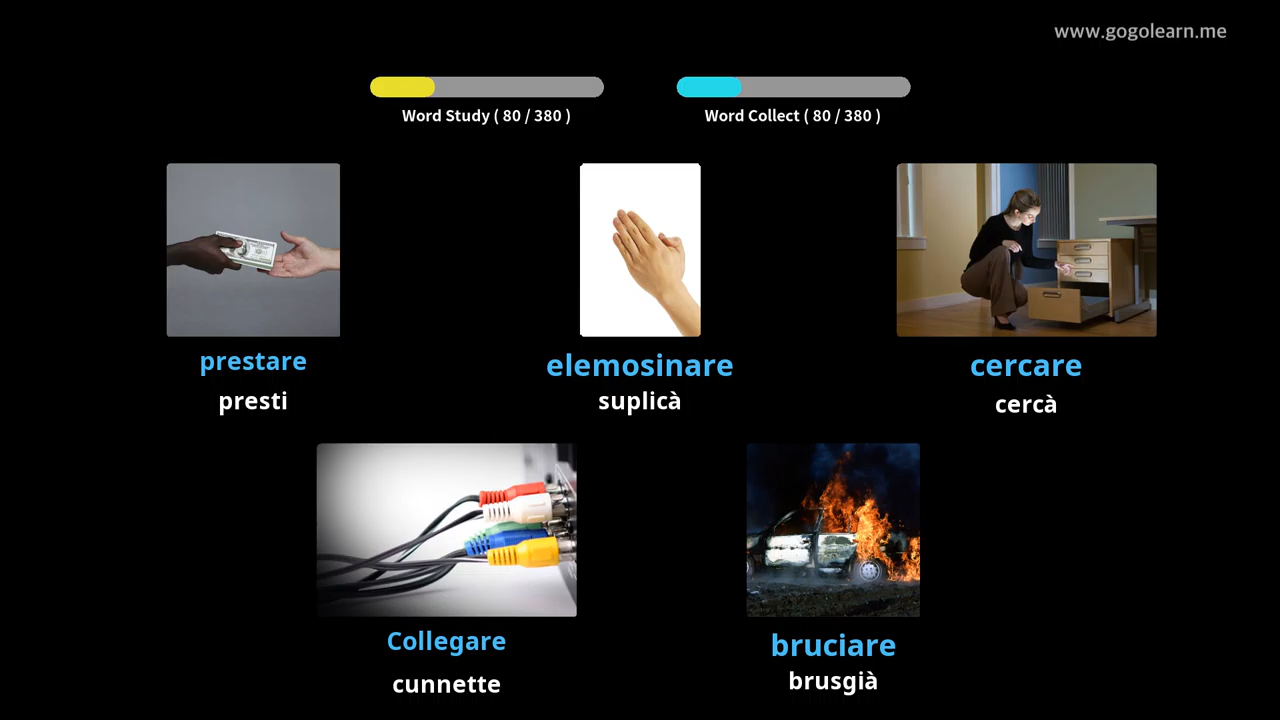 www.gogolearn.me
Word Study ( 80 / 380 )
Word Collect ( 80 / 380 )
prestare
presti
elemosinare
suplicà
cercare
cercà
Collegare
cunnette
bruciare
brusgià